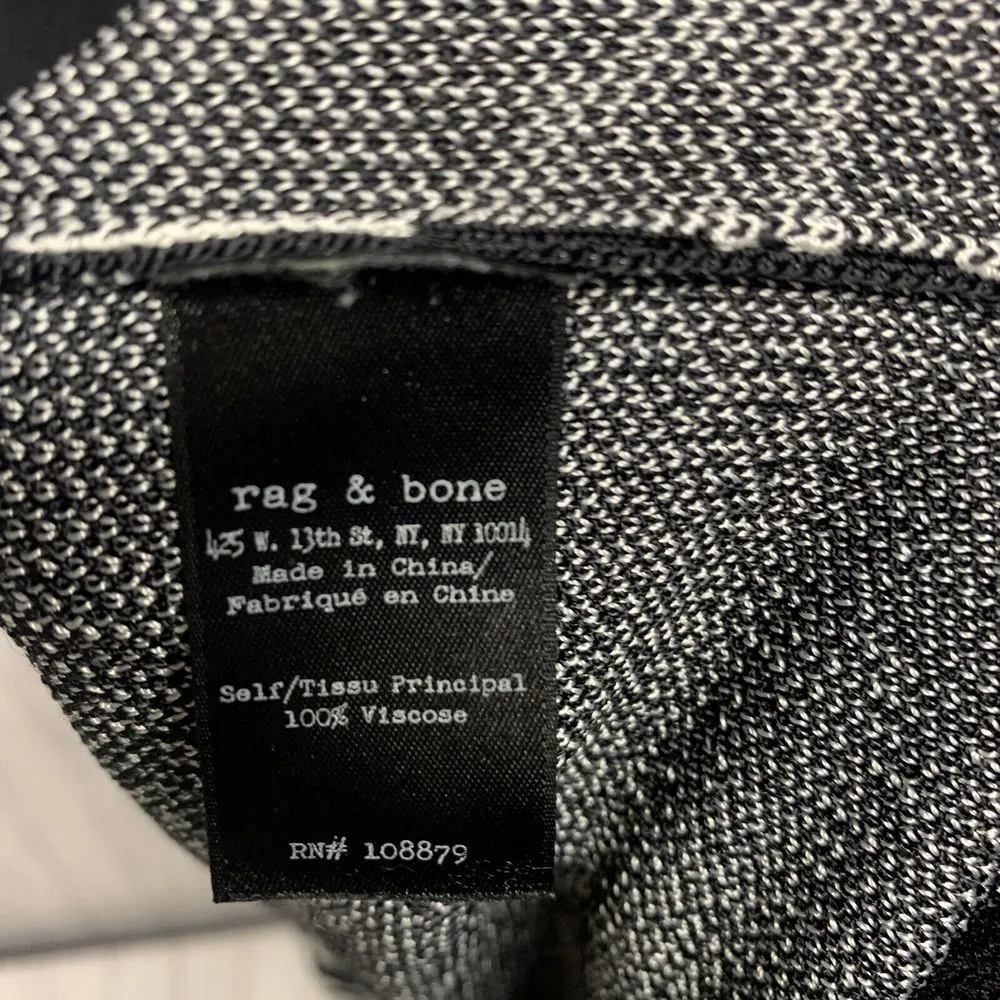 rag & bone
425 W. 13th St, NY, NY 10014
Made in China/
Fabriqué en Chine
Self/Tissu Principal
100% Viscose
RN# 108879